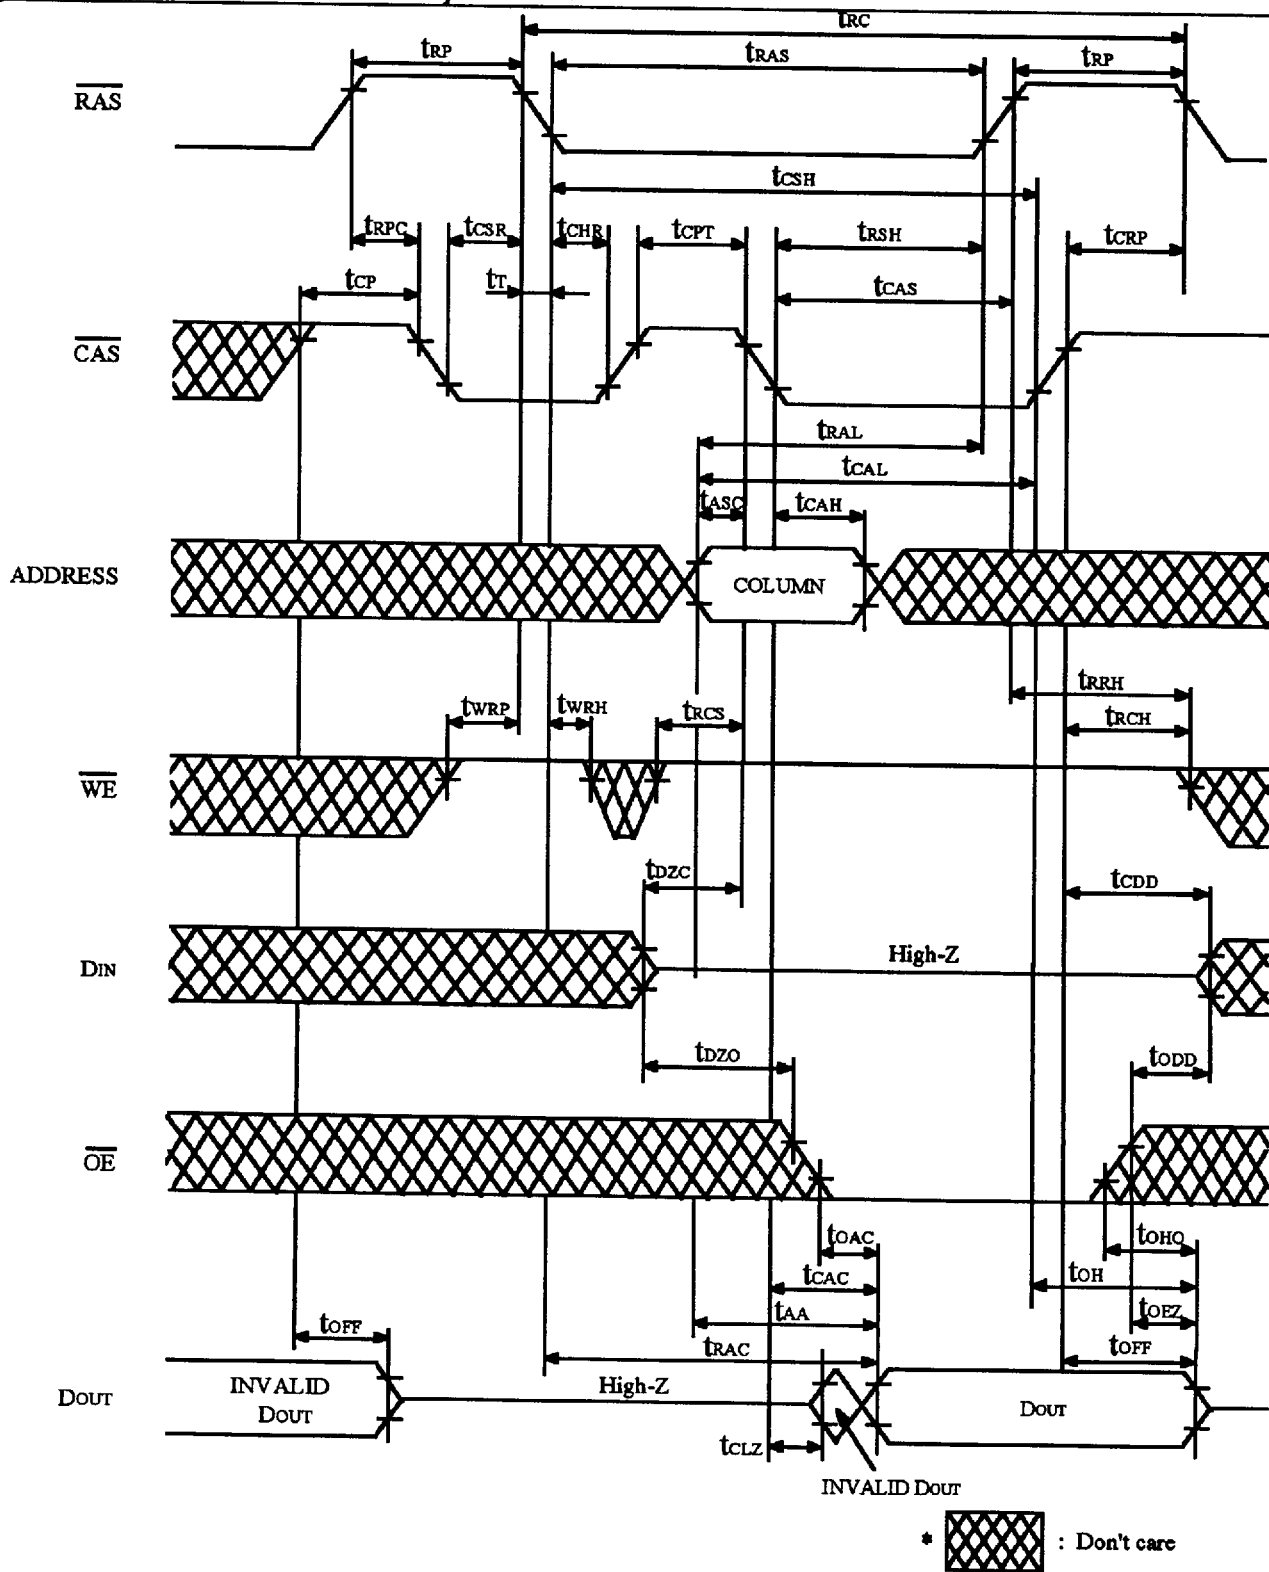 tRC
tRP tRAS tRP
RAS
tCSH
tRPC tCSR tCHR tCPT tRSH tCRP
tCP tT tCAS
CAS
tRAL
tCAL
tASC tCAH
ADDRESS COLUMN
tRRH
tWRP tWRH tRCS tRCH
WE
tDZC tCDD
DIN High-Z
tDZO tODD
OE
tOAC tOHO
tCAC tOH
tAA tOEZ
tOFF tRAC tOFF
DOUT INVALID DOUT High-Z DOUT
tCLZ
INVALID DOUT
* : Don't care